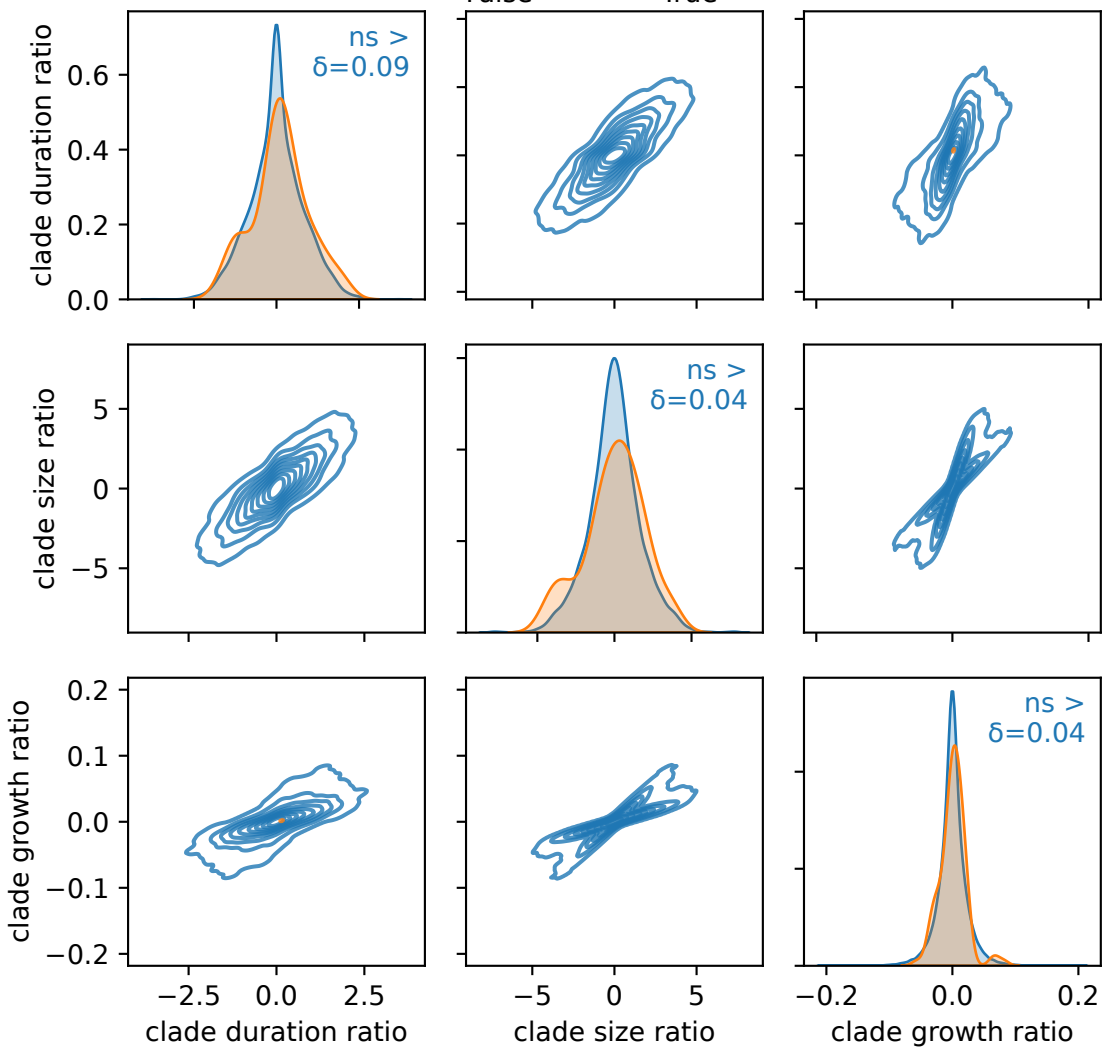 False True
clade duration ratio
0.6
0.4
0.2
0.0
ns >
δ=0.09
clade size ratio
5
0
−5
ns >
δ=0.04
clade growth ratio
0.2
0.1
0.0
−0.1
−0.2
ns >
δ=0.04
−2.5 0.0 2.5
−5 0 5
−0.2 0.0 0.2
clade duration ratio
clade size ratio
clade growth ratio